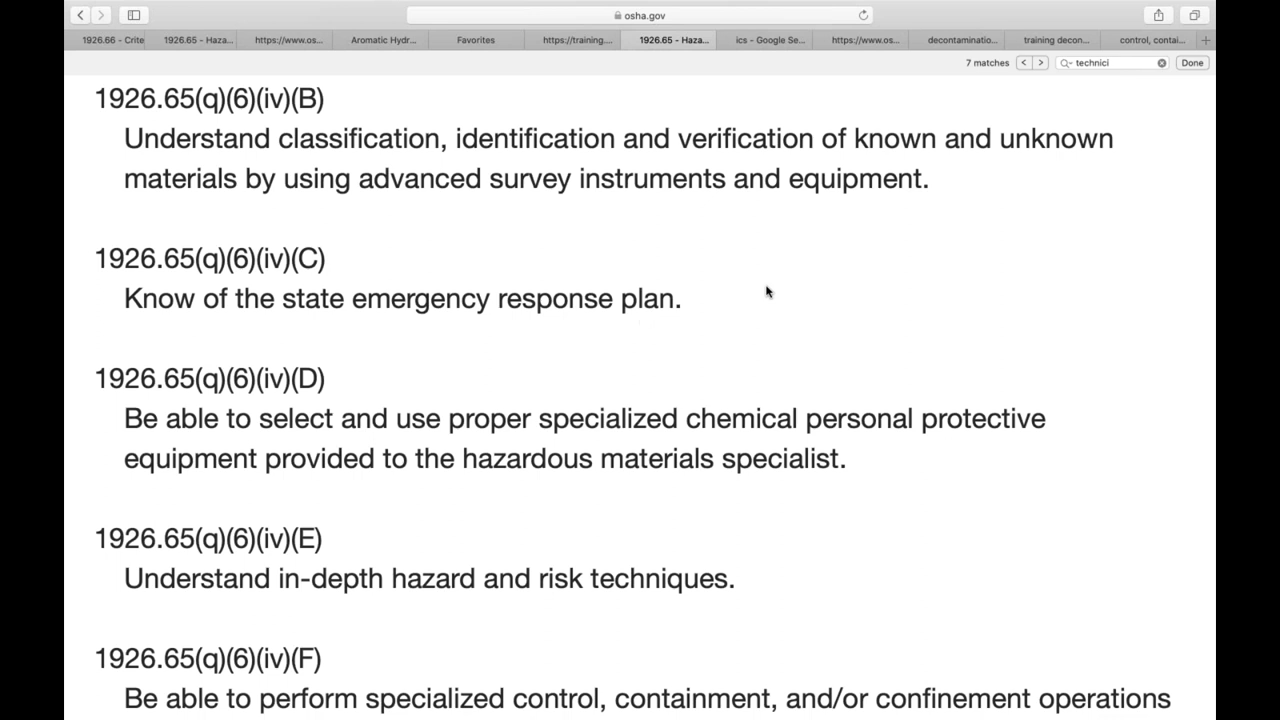 osha.gov
1926.66 - Crite
1926.65 - Haza...
https://www.os...
Aromatic Hydr...
Favorites
https://training....
1926.65 - Haza...
ics - Google Se...
https://www.os...
decontaminatio...
training decon...
control, contai...
7 matches
technici
Done
1926.65(q)(6)(iv)(B)
Understand classification, identification and verification of known and unknown
materials by using advanced survey instruments and equipment.
1926.65(q)(6)(iv)(C)
Know of the state emergency response plan.
1926.65(q)(6)(iv)(D)
Be able to select and use proper specialized chemical personal protective
equipment provided to the hazardous materials specialist.
1926.65(q)(6)(iv)(E)
Understand in-depth hazard and risk techniques.
1926.65(q)(6)(iv)(F)
Be able to perform specialized control, containment, and/or confinement operations